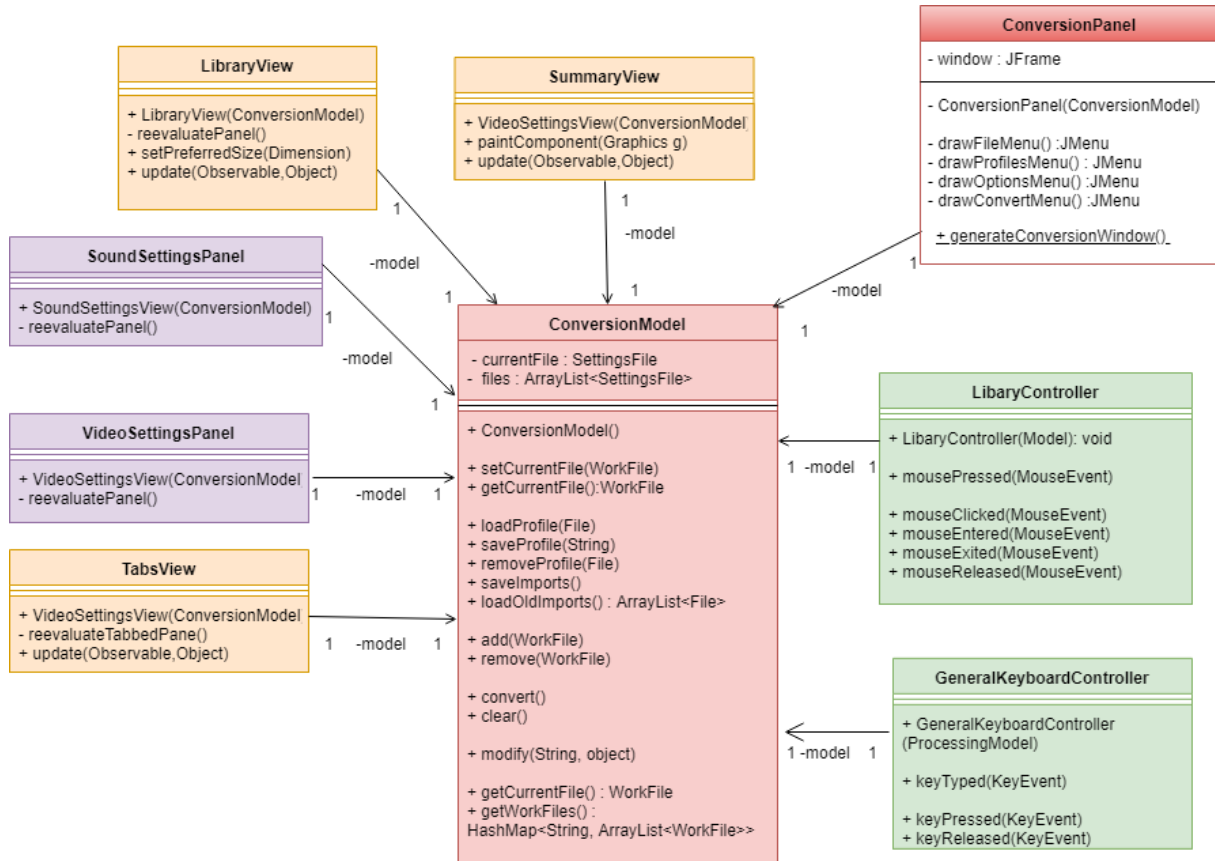 LibraryView
+ LibraryView(ConversionModel)
- reevaluatePanel()
+ setPreferredSize(Dimension)
+ update(Observable,Object)
1
-model
1
SummaryView
+ VideoSettingsView(ConversionModel)
+ paintComponent(Graphics g)
+ update(Observable,Object)
1
-model
1
ConversionPanel
- window : JFrame
- ConversionPanel(ConversionModel)
- drawFileMenu() :JMenu
- drawProfilesMenu() : JMenu
- drawOptionsMenu() :JMenu
- drawConvertMenu() :JMenu
+ generateConversionWindow()
1
-model
1
SoundSettingsPanel
+ SoundSettingsView(ConversionModel)
- reevaluatePanel()
1
-model
1
VideoSettingsPanel
+ VideoSettingsView(ConversionModel)
- reevaluatePanel()
1
-model
1
TabsView
+ VideoSettingsView(ConversionModel)
- reevaluateTabbedPane()
+ update(Observable,Object)
1
-model
1
ConversionModel
- currentFile : SettingsFile
- files : ArrayList<SettingsFile>
+ ConversionModel()
+ setCurrentFile(WorkFile)
+ getCurrentFile():WorkFile
+ loadProfile(File)
+ saveProfile(String)
+ removeProfile(File)
+ saveImports()
+ loadOldImports() : ArrayList<File>
+ add(WorkFile)
+ remove(WorkFile)
+ convert()
+ clear()
+ modify(String, object)
+ getCurrentFile() : WorkFile
+ getWorkFiles() :
HashMap<String, ArrayList<WorkFile>>
LibaryController
+ LibaryController(Model): void
+ mousePressed(MouseEvent)
+ mouseClicked(MouseEvent)
+ mouseEntered(MouseEvent)
+ mouseExited(MouseEvent)
+ mouseReleased(MouseEvent)
1 -model 1
GeneralKeyboardController
+ GeneralKeyboardController
(ProcessingModel)
+ keyTyped(KeyEvent)
+ keyPressed(KeyEvent)
+ keyReleased(KeyEvent)
1 -model 1